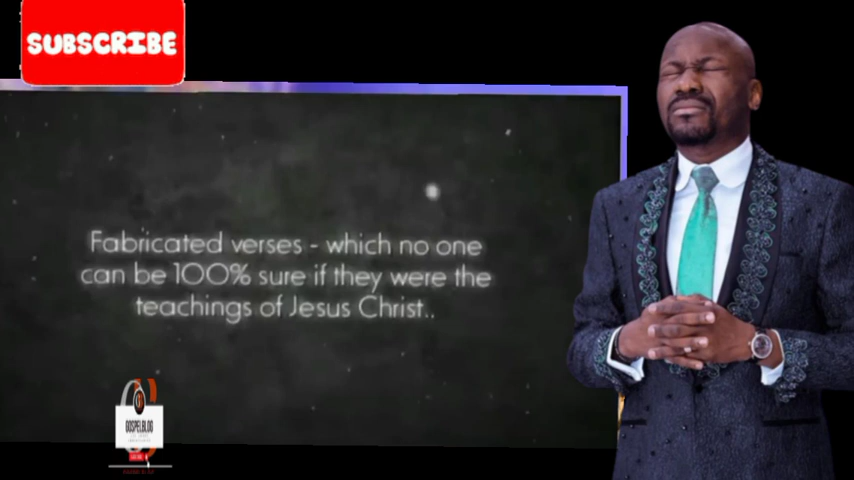 SUBSCRIBE
Fabricated verses - which no one
can be 100% sure if they were the
teachings of Jesus Christ..
GOSPELBLOG